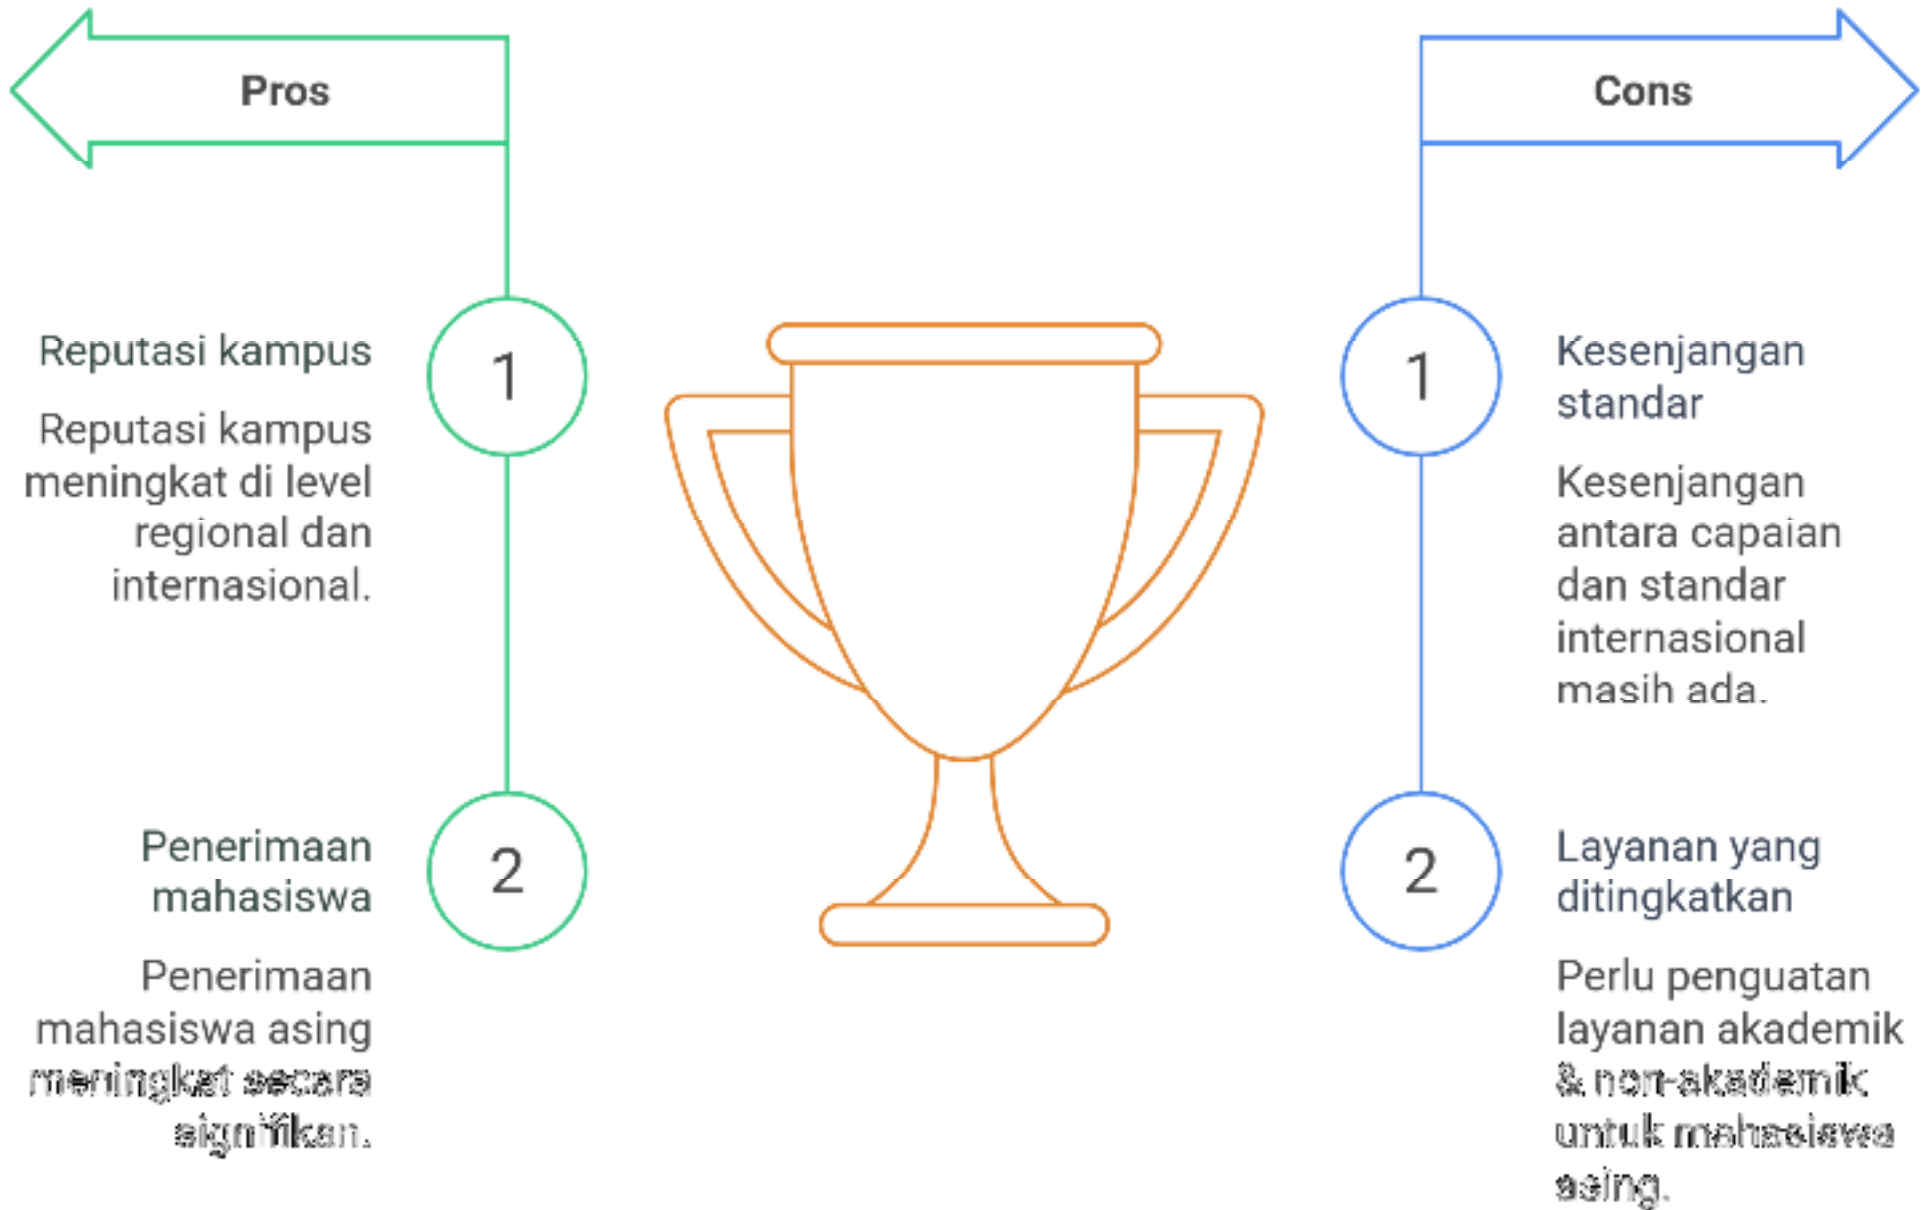 Pros
1
Reputasi kampus
Reputasi kampus
meningkat di level
regional dan
internasional.
2
Penerimaan
mahasiswa
Penerimaan
mahasiswa asing
meningkat secara
signifikan.
Cons
1
Kesenjangan
standar
Kesenjangan
antara capaian
dan standar
internasional
masih ada.
2
Layanan yang
ditingkatkan
Perlu penguatan
layanan akademik
& non-akademik
untuk mahasiswa
asing.